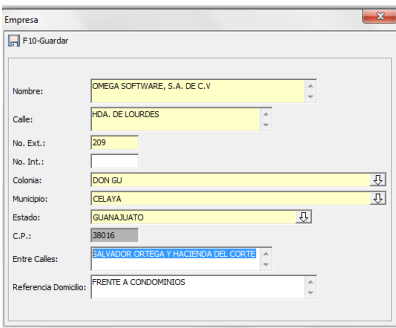 Empresa
F10-Guardar
Nombre: OMEGA SOFTWARE, S.A. DE C.V
Calle: HDA. DE LOURDES
No. Ext.: 209
No. Int.:
Colonia: DON GU
Municipio: CELAYA
Estado: GUANAJUATO
C.P.: 38016
Entre Calles: SALVADOR ORTEGA Y HACIENDA DEL CORTE
Referencia Domicilio: FRENTE A CONDOMINIOS